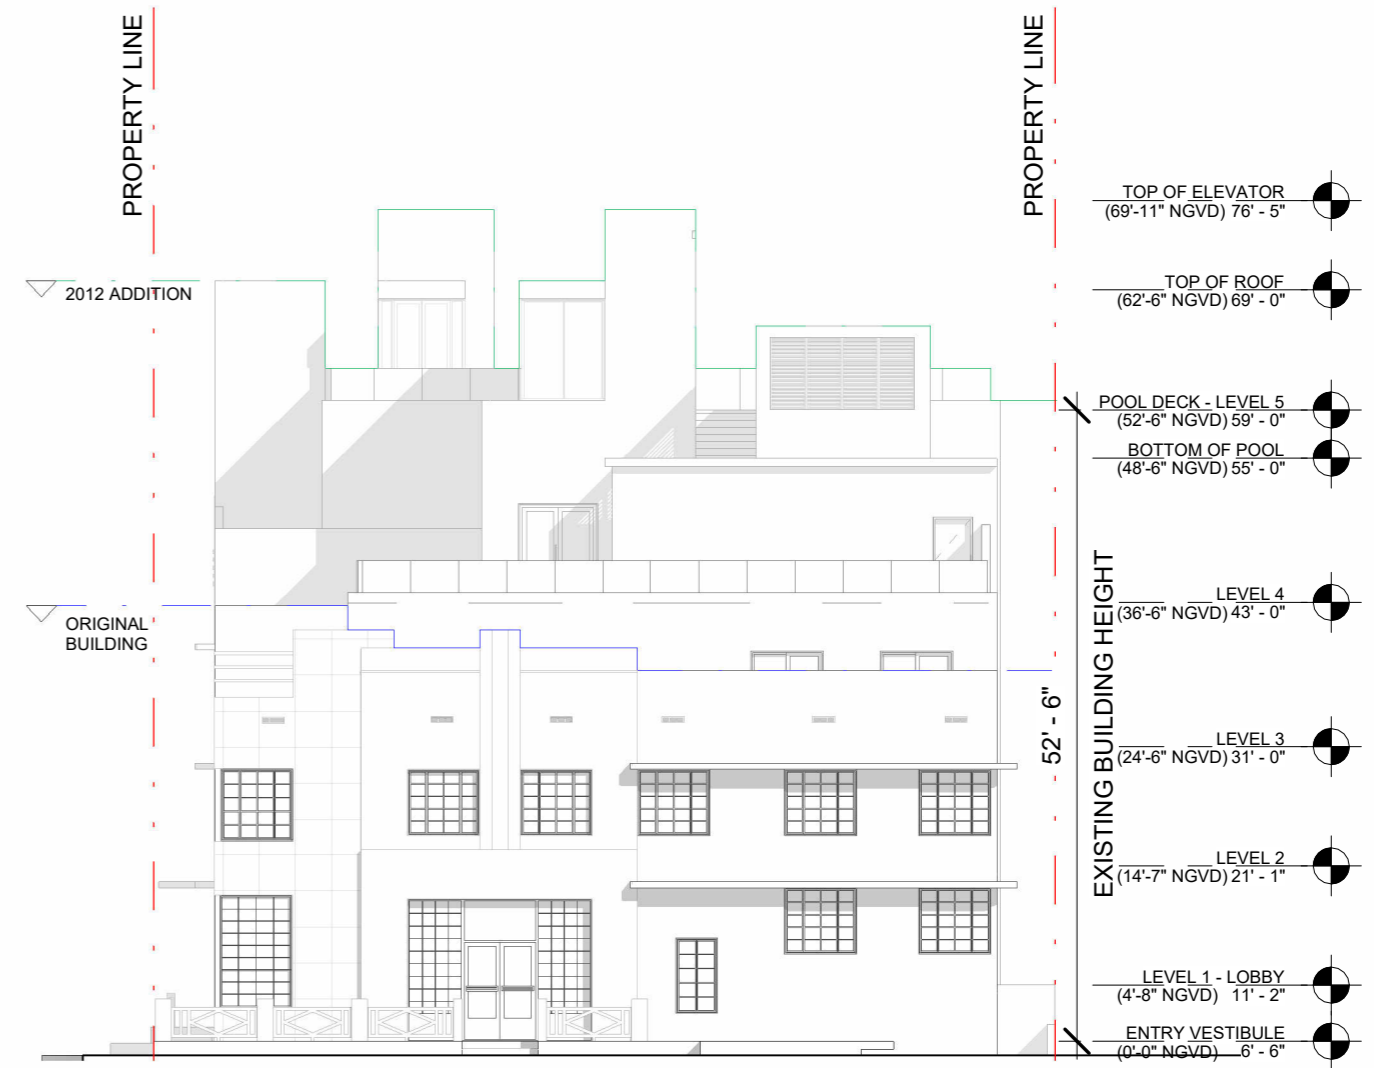 PROPERTY LINE
PROPERTY LINE
TOP OF ELEVATOR
(69'-11" NGVD) 76' - 5"
2012 ADDITION
TOP OF ROOF
(62'-6" NGVD) 69' - 0"
POOL DECK - LEVEL 5
(52'-6" NGVD) 59' - 0"
BOTTOM OF POOL
(48'-6" NGVD) 55' - 0"
ORIGINAL
BUILDING
LEVEL 4
(36'-6" NGVD) 43' - 0"
52' - 6"
EXISTING BUILDING HEIGHT
LEVEL 3
(24'-6" NGVD) 31' - 0"
LEVEL 2
(14'-7" NGVD) 21' - 1"
LEVEL 1 - LOBBY
(4'-8" NGVD) 11' - 2"
ENTRY VESTIBULE
(0'-0" NGVD) 6' - 6"